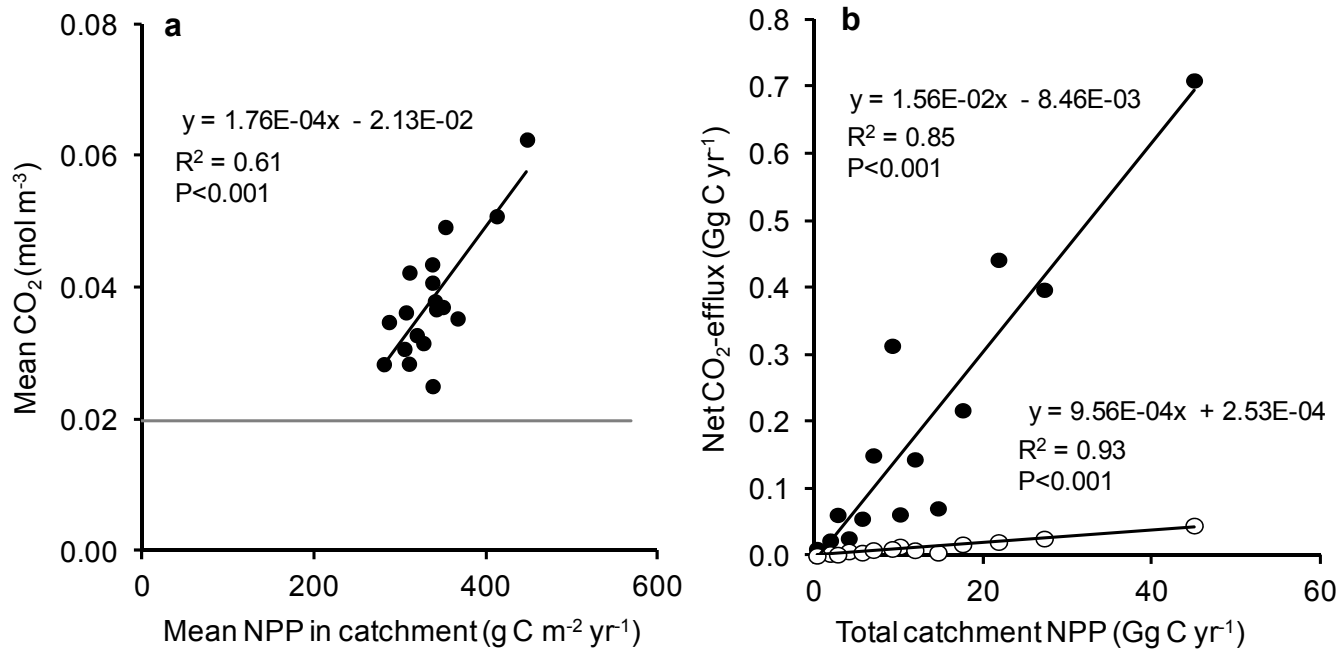 a
0.08
0.06
0.04
0.02
0.00
Mean CO₂ (mol m⁻³)
y = 1.76E-04x - 2.13E-02
R² = 0.61
P<0.001
0
200
400
600
Mean NPP in catchment (g C m⁻² yr⁻¹)
b
0.8
0.7
0.6
0.5
0.4
0.3
0.2
0.1
0.0
Net CO₂-efflux (Gg C yr⁻¹)
y = 1.56E-02x - 8.46E-03
R² = 0.85
P<0.001
y = 9.56E-04x + 2.53E-04
R² = 0.93
P<0.001
0
20
40
60
Total catchment NPP (Gg C yr⁻¹)